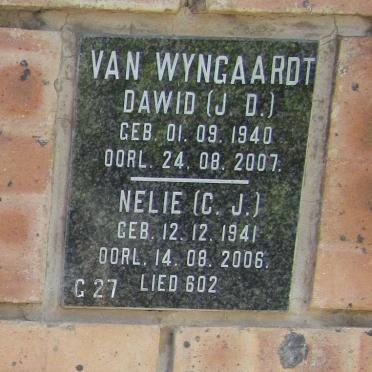 VAN WYNGAARDT
DAWID (J D.)
GEB. 01. 09. 1940
OORL. 24. 08. 2007.
NELIE (C. J.)
GEB. 12. 12. 1941
OORL. 14. 08. 2006.
G 27 LIED 602